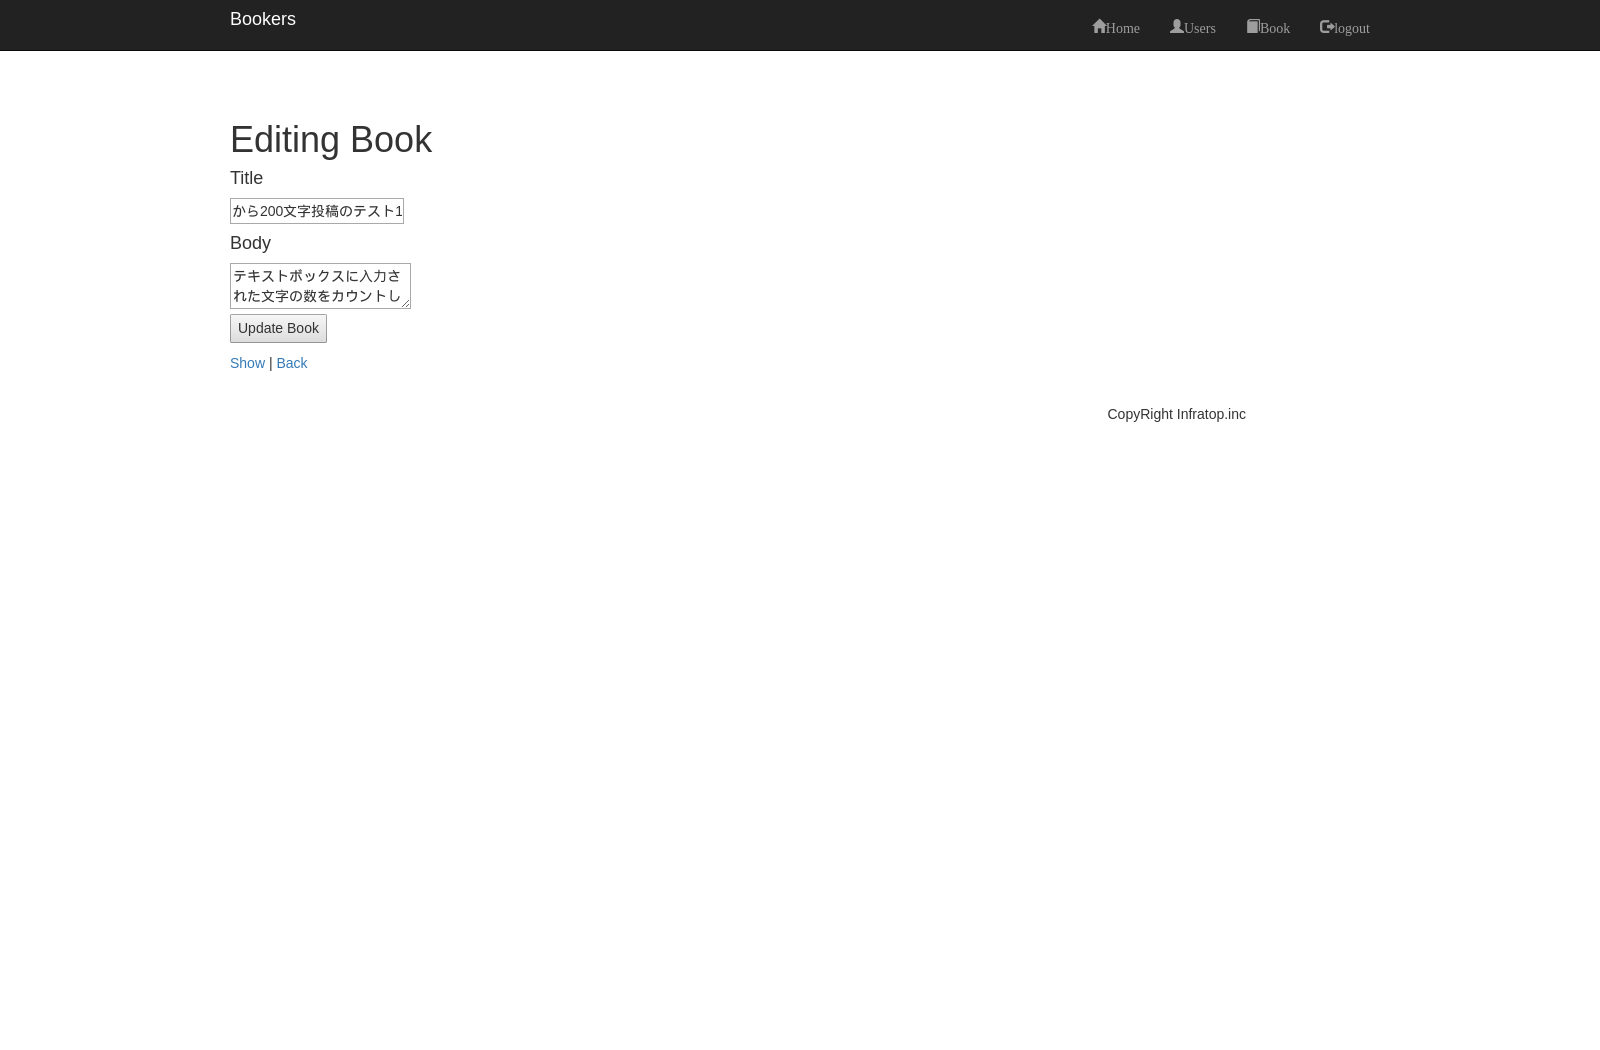 Bookers
Home Users Book logout
Editing Book
Title
から200文字投稿のテスト1
Body
テキストボックスに入力さ
れた文字の数をカウントし
Update Book
Show | Back
CopyRight Infratop.inc